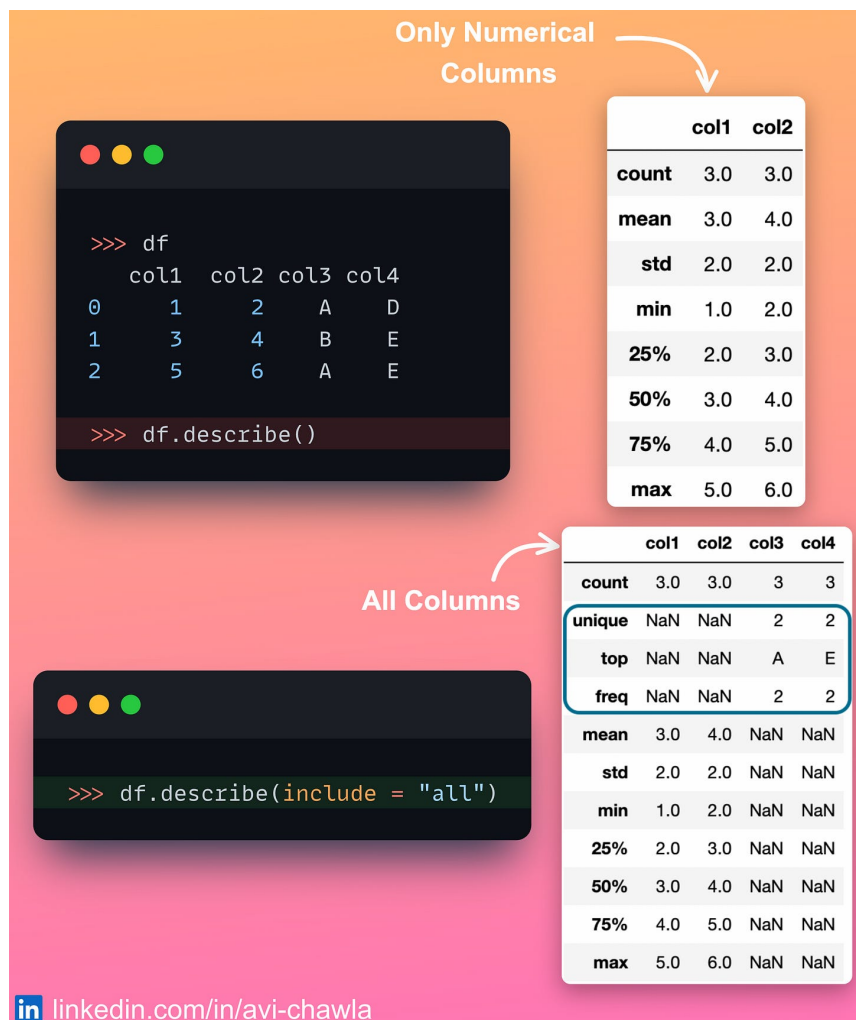 Only Numerical
Columns
>>> df
col1 col2 col3 col4
0 1 2 A D
1 3 4 B E
2 5 6 A E
>>> df.describe()
col1 col2
count 3.0 3.0
mean 3.0 4.0
std 2.0 2.0
min 1.0 2.0
25% 2.0 3.0
50% 3.0 4.0
75% 4.0 5.0
max 5.0 6.0
All Columns
>>> df.describe(include = "all")
col1 col2 col3 col4
count 3.0 3.0 3 3
unique NaN NaN 2 2
top NaN NaN A E
freq NaN NaN 2 2
mean 3.0 4.0 NaN NaN
std 2.0 2.0 NaN NaN
min 1.0 2.0 NaN NaN
25% 2.0 3.0 NaN NaN
50% 3.0 4.0 NaN NaN
75% 4.0 5.0 NaN NaN
max 5.0 6.0 NaN NaN
in linkedin.com/in/avi-chawla